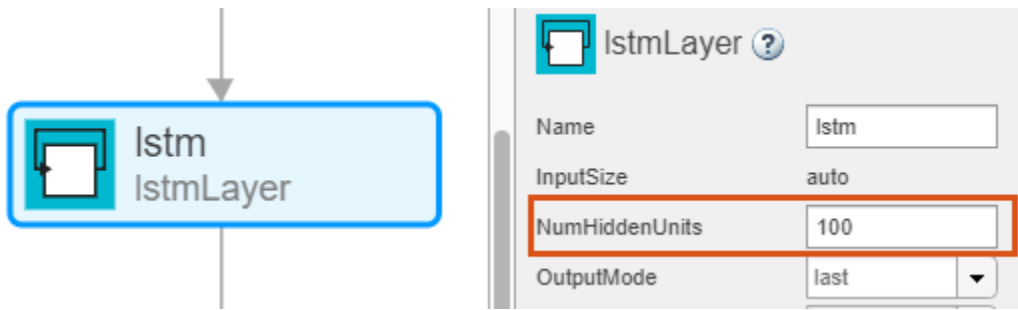 lstm
lstmLayer
lstmLayer ?
Name lstm
InputSize auto
NumHiddenUnits 100
OutputMode last